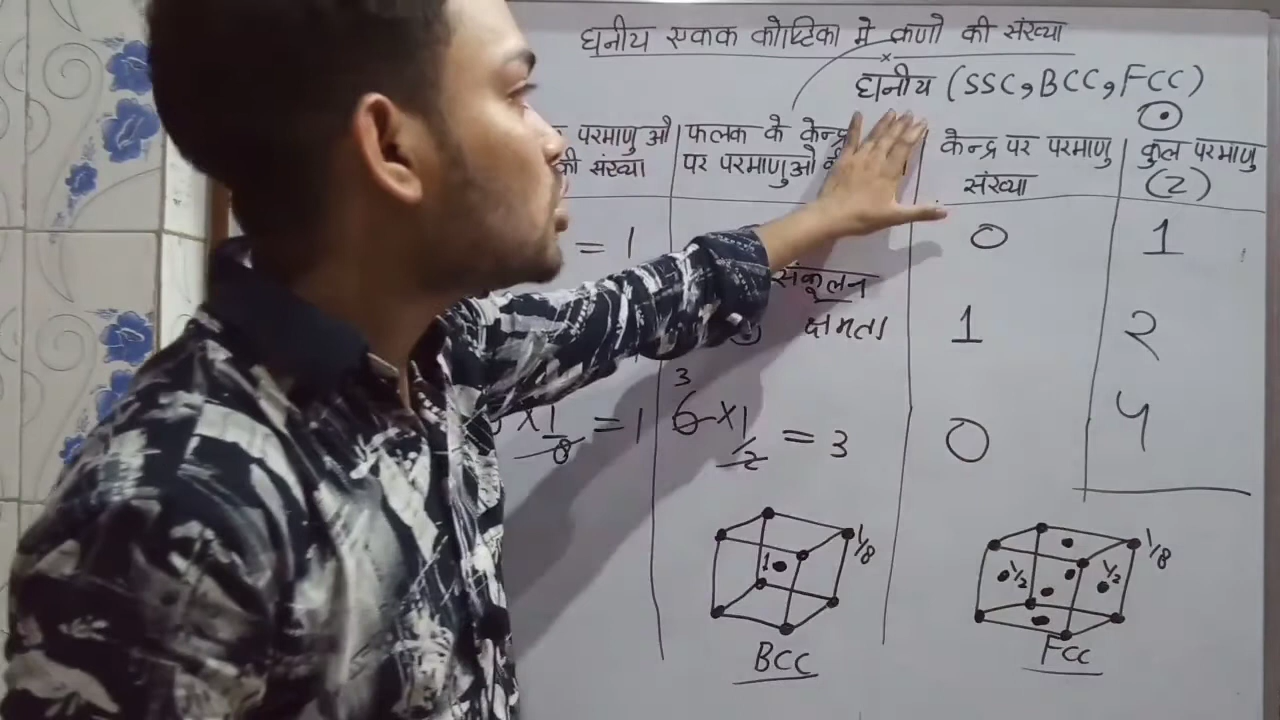 घनीय एकक कोष्टिका मे कणो की संख्या
घनीय (SSC, BCC, FCC)
परमाणु ओ
की संख्या
फलक के केन्द्र
पर परमाणुओ
केन्द्र पर परमाणु
संख्या
कुल परमाणु
(Z)
= 1
0
1
संकूलन
क्षमता
1
2
3
× 1/8 = 1
6 × 1/2 = 3
0
4
1/8
1
BCC
1/8
1/2
1/2
FCC